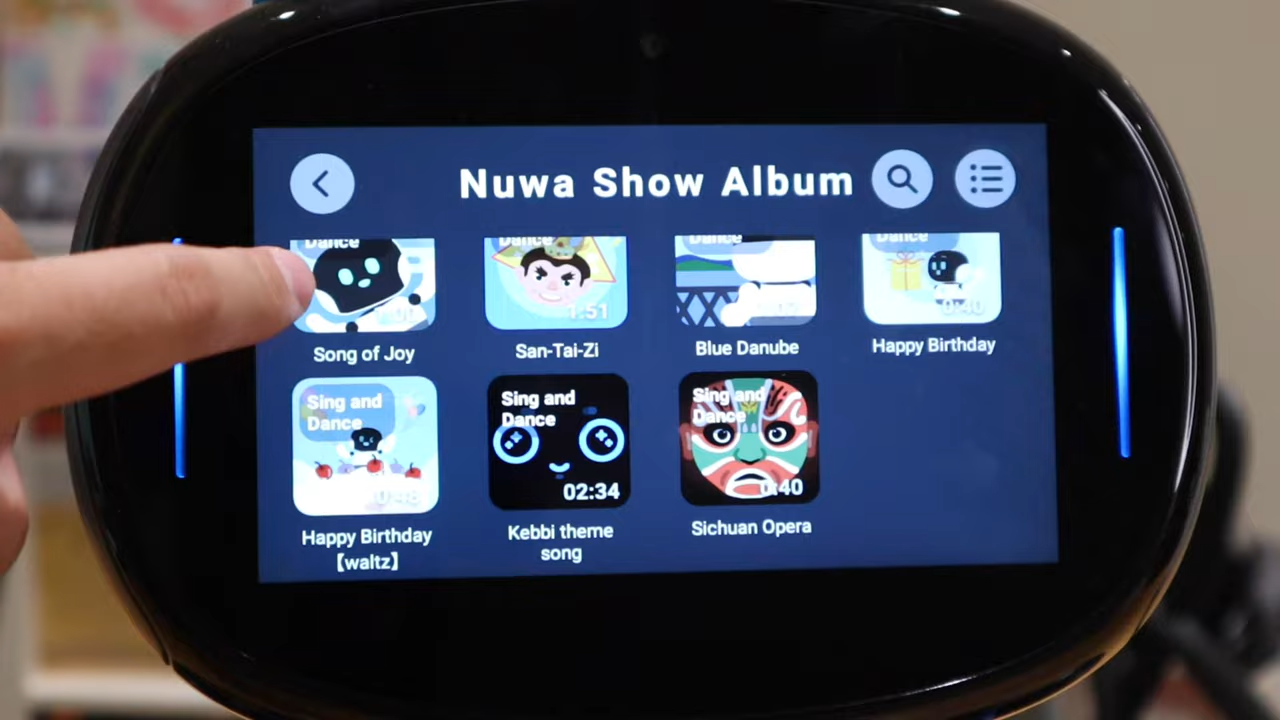 Nuwa Show Album
Dance
Dance
1:51
Dance
Dance
0:40
Song of Joy
San-Tai-Zi
Blue Danube
Happy Birthday
Sing and
Dance
0:48
Sing and
Dance
02:34
Sing and
Dance
0:40
Happy Birthday
【waltz】
Kebbi theme
song
Sichuan Opera